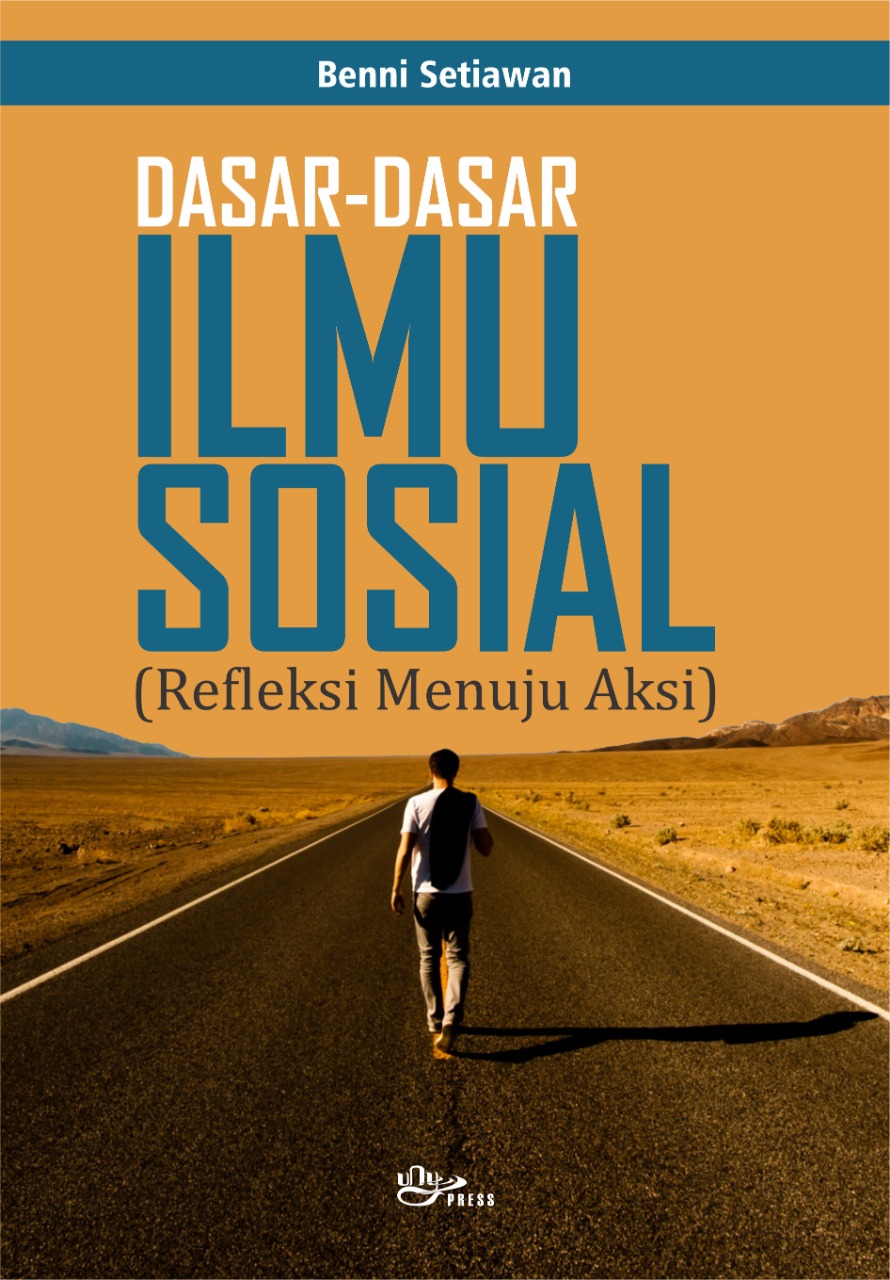 Benni Setiawan
DASAR-DASAR
ILMU
SOSIAL
(Refleksi Menuju Aksi)
uny
PRESS